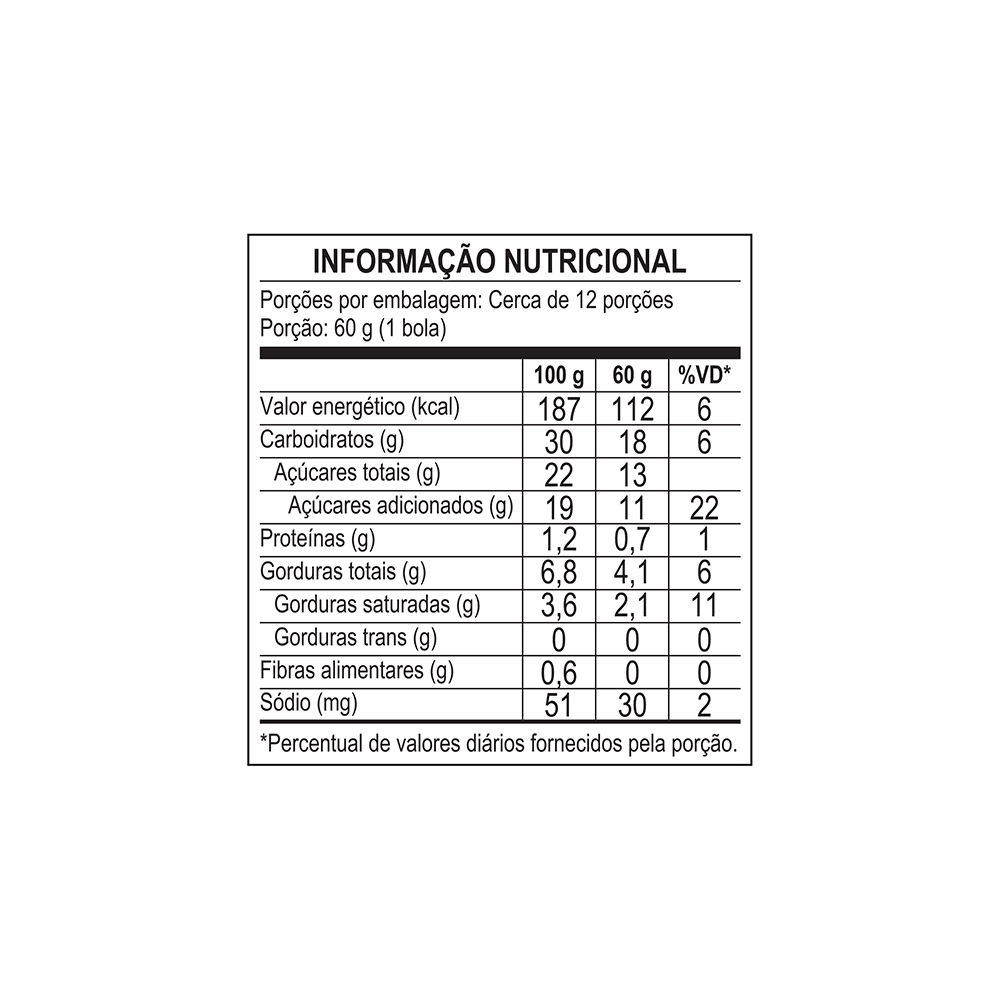 INFORMAÇÃO NUTRICIONAL
Porções por embalagem: Cerca de 12 porções
Porção: 60 g (1 bola)
100 g 60 g %VD*
Valor energético (kcal) 187 112 6
Carboidratos (g) 30 18 6
Açúcares totais (g) 22 13
Açúcares adicionados (g) 19 11 22
Proteínas (g) 1,2 0,7 1
Gorduras totais (g) 6,8 4,1 6
Gorduras saturadas (g) 3,6 2,1 11
Gorduras trans (g) 0 0 0
Fibras alimentares (g) 0,6 0 0
Sódio (mg) 51 30 2
*Percentual de valores diários fornecidos pela porção.